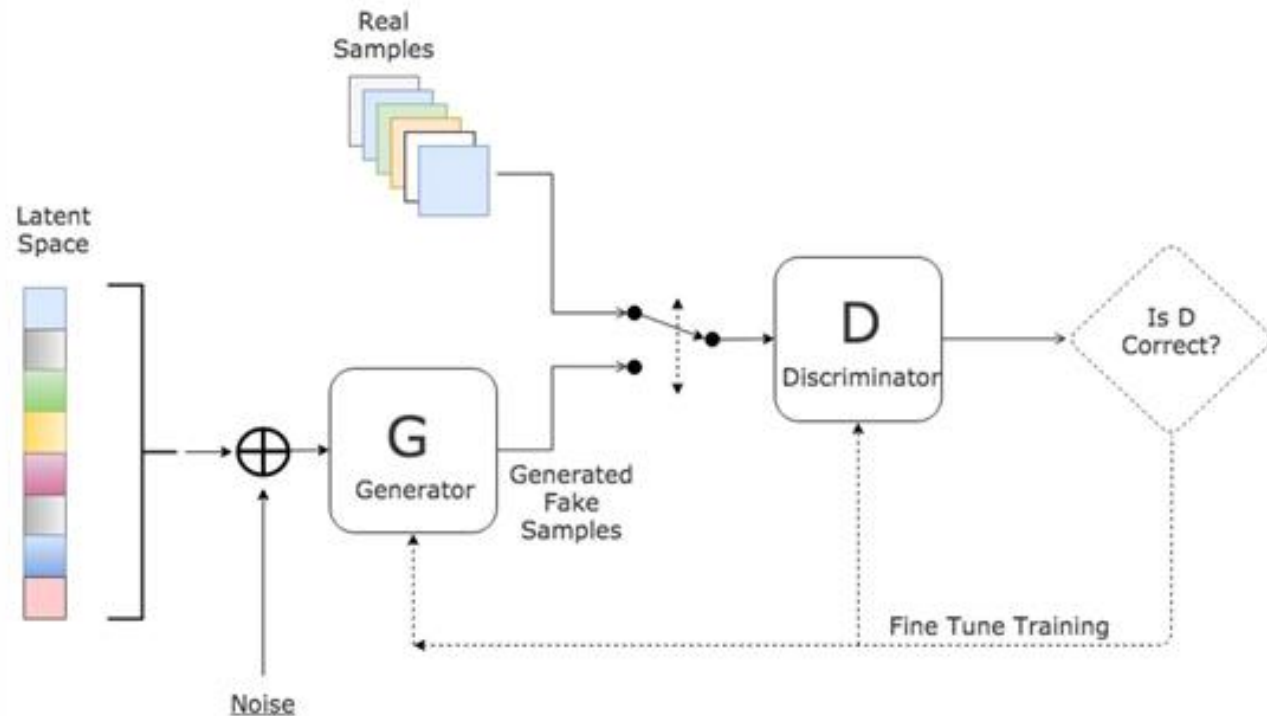 Real
Samples
Latent
Space
Is D
Correct?
D
Discriminator
G
Generator
Generated
Fake
Samples
Fine Tune Training
Noise